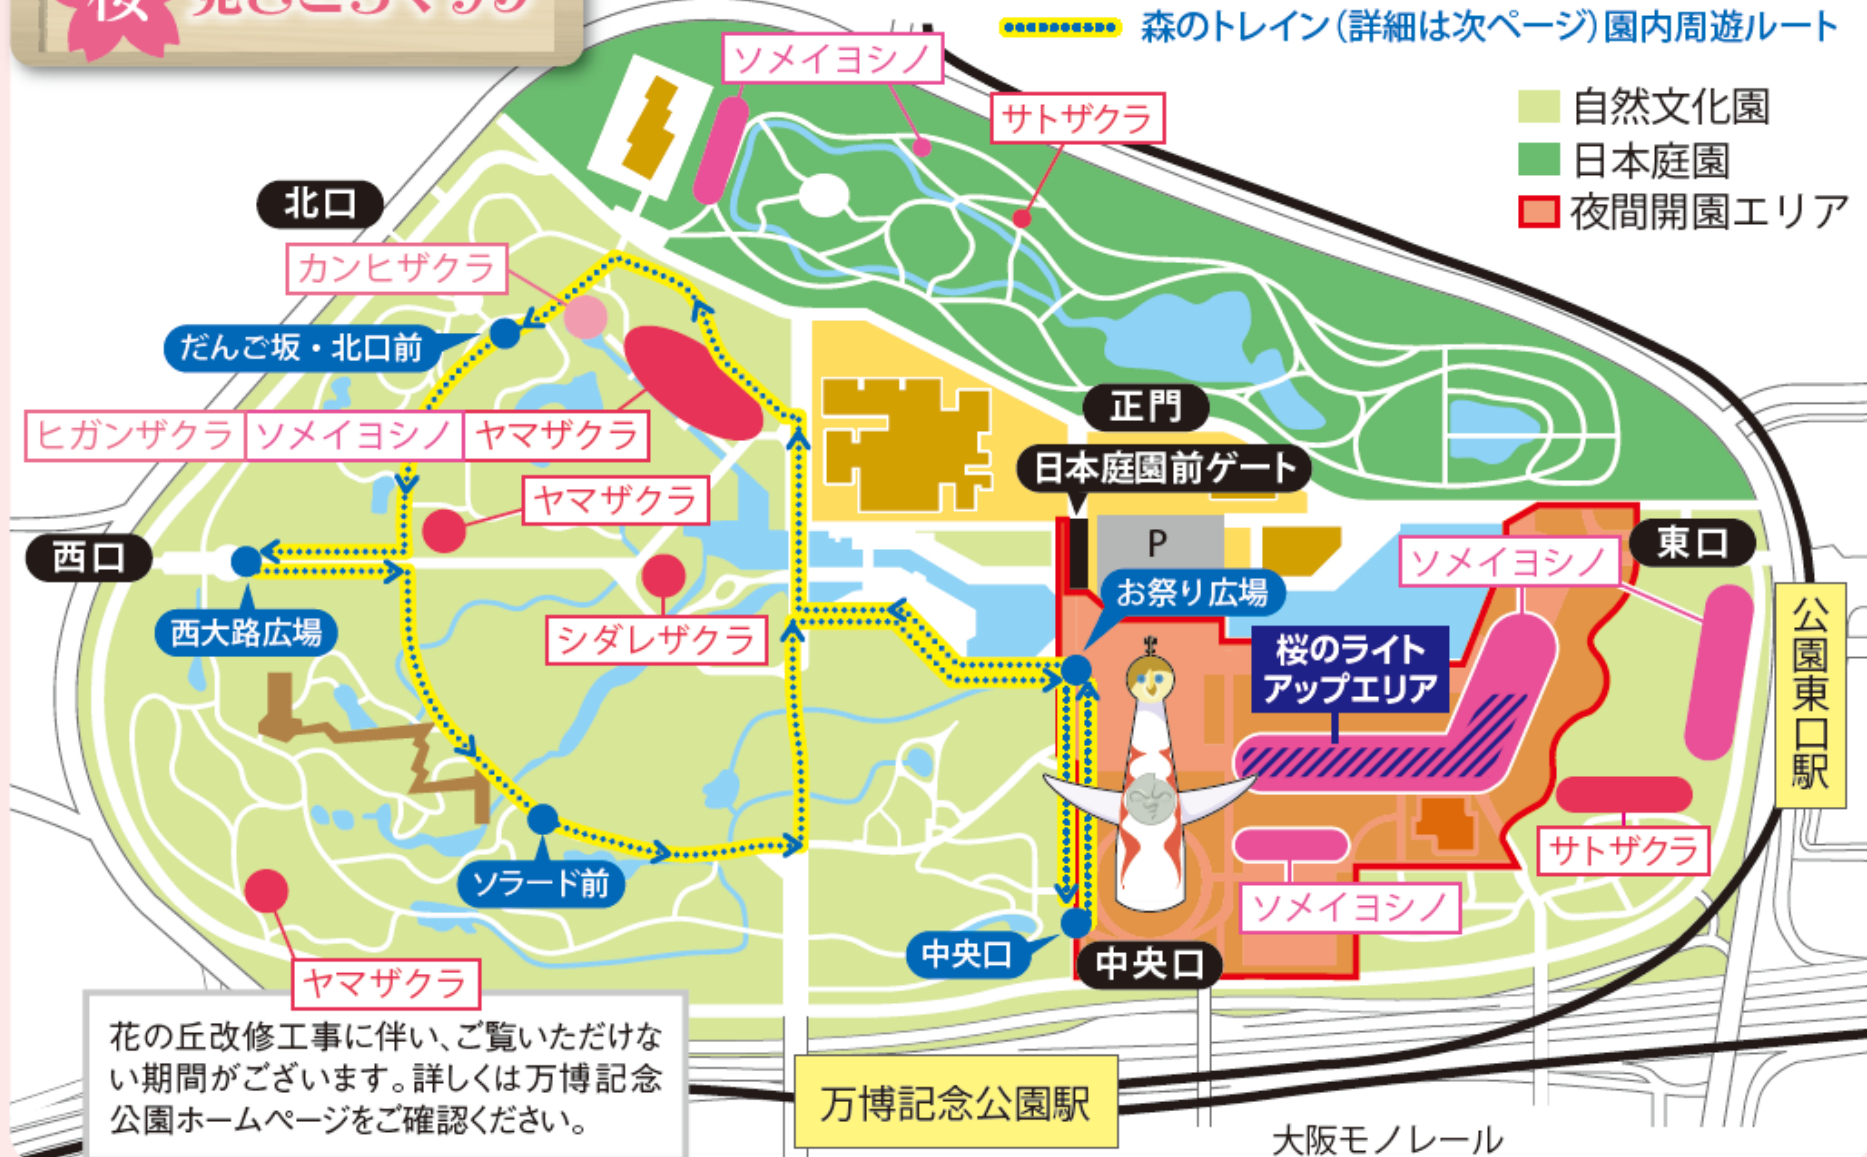 桜 見どころマップ
森のトレイン(詳細は次ページ)園内周遊ルート
自然文化園
日本庭園
夜間開園エリア
ソメイヨシノ
サトザクラ
北口
カンヒザクラ
だんご坂・北口前
ヒガンザクラ
ソメイヨシノ
ヤマザクラ
正門
日本庭園前ゲート
ヤマザクラ
P
西口
東口
ソメイヨシノ
お祭り広場
西大路広場
シダレザクラ
桜のライト
アップエリア
公園東口駅
サトザクラ
ソラード前
ソメイヨシノ
中央口
中央口
ヤマザクラ
花の丘改修工事に伴い、ご覧いただけな
い期間がございます。詳しくは万博記念
公園ホームページをご確認ください。
万博記念公園駅
大阪モノレール